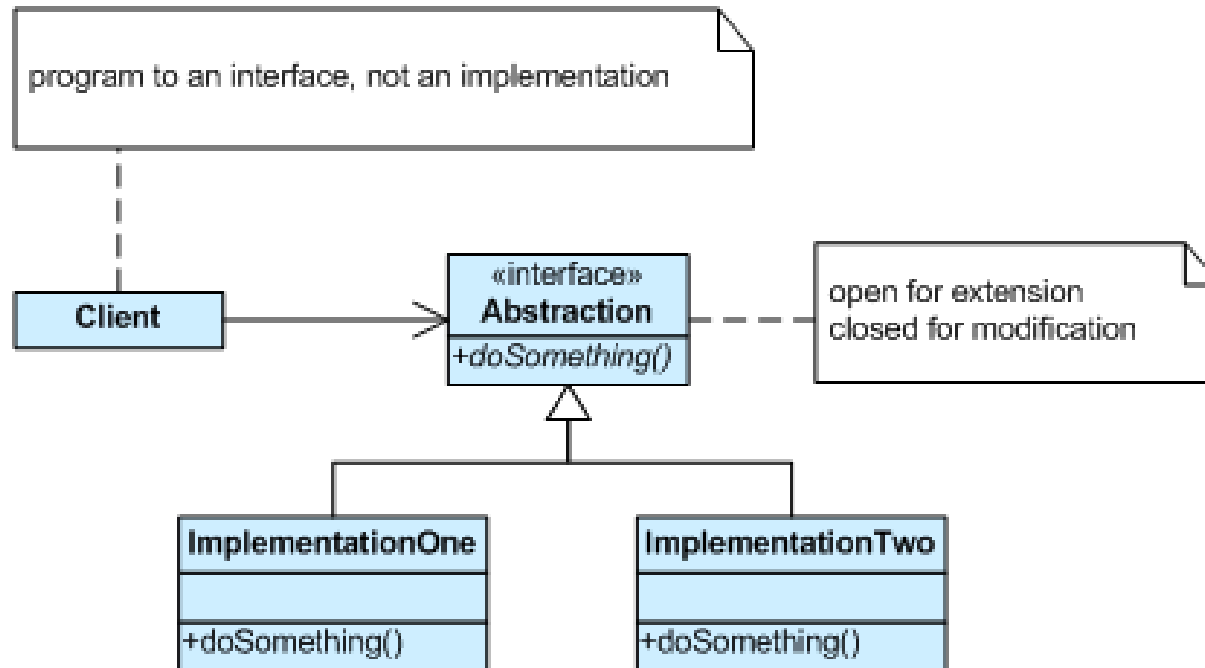 program to an interface, not an implementation
«interface»
Client
Abstraction
+doSomething()
open for extension
closed for modification
ImplementationOne
+doSomething()
ImplementationTwo
+doSomething()